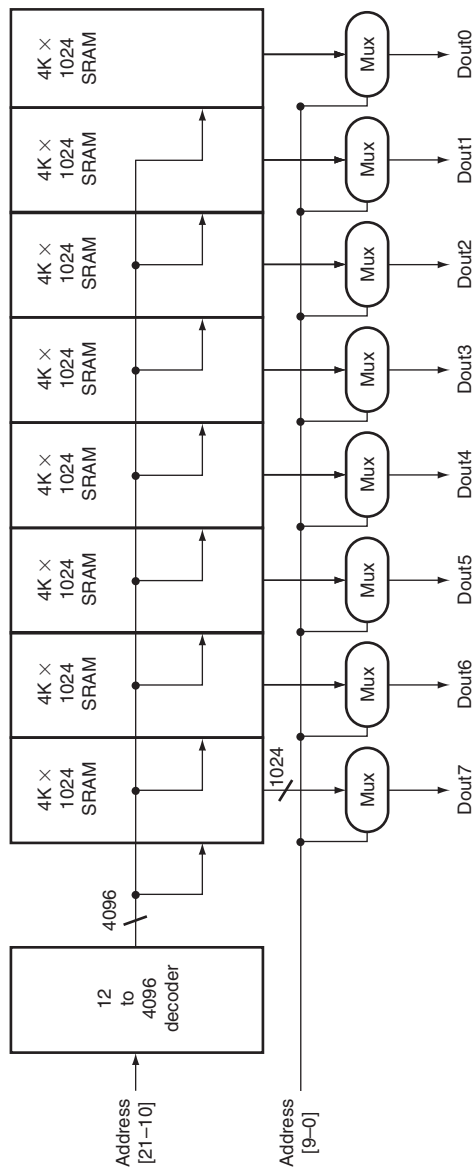 Address
[21–10]
12
to
4096
decoder
4096
4K ×
1024
SRAM
4K ×
1024
SRAM
4K ×
1024
SRAM
4K ×
1024
SRAM
4K ×
1024
SRAM
4K ×
1024
SRAM
4K ×
1024
SRAM
4K ×
1024
SRAM
Address
[9–0]
1024
Mux
Mux
Mux
Mux
Mux
Mux
Mux
Mux
Dout7
Dout6
Dout5
Dout4
Dout3
Dout2
Dout1
Dout0